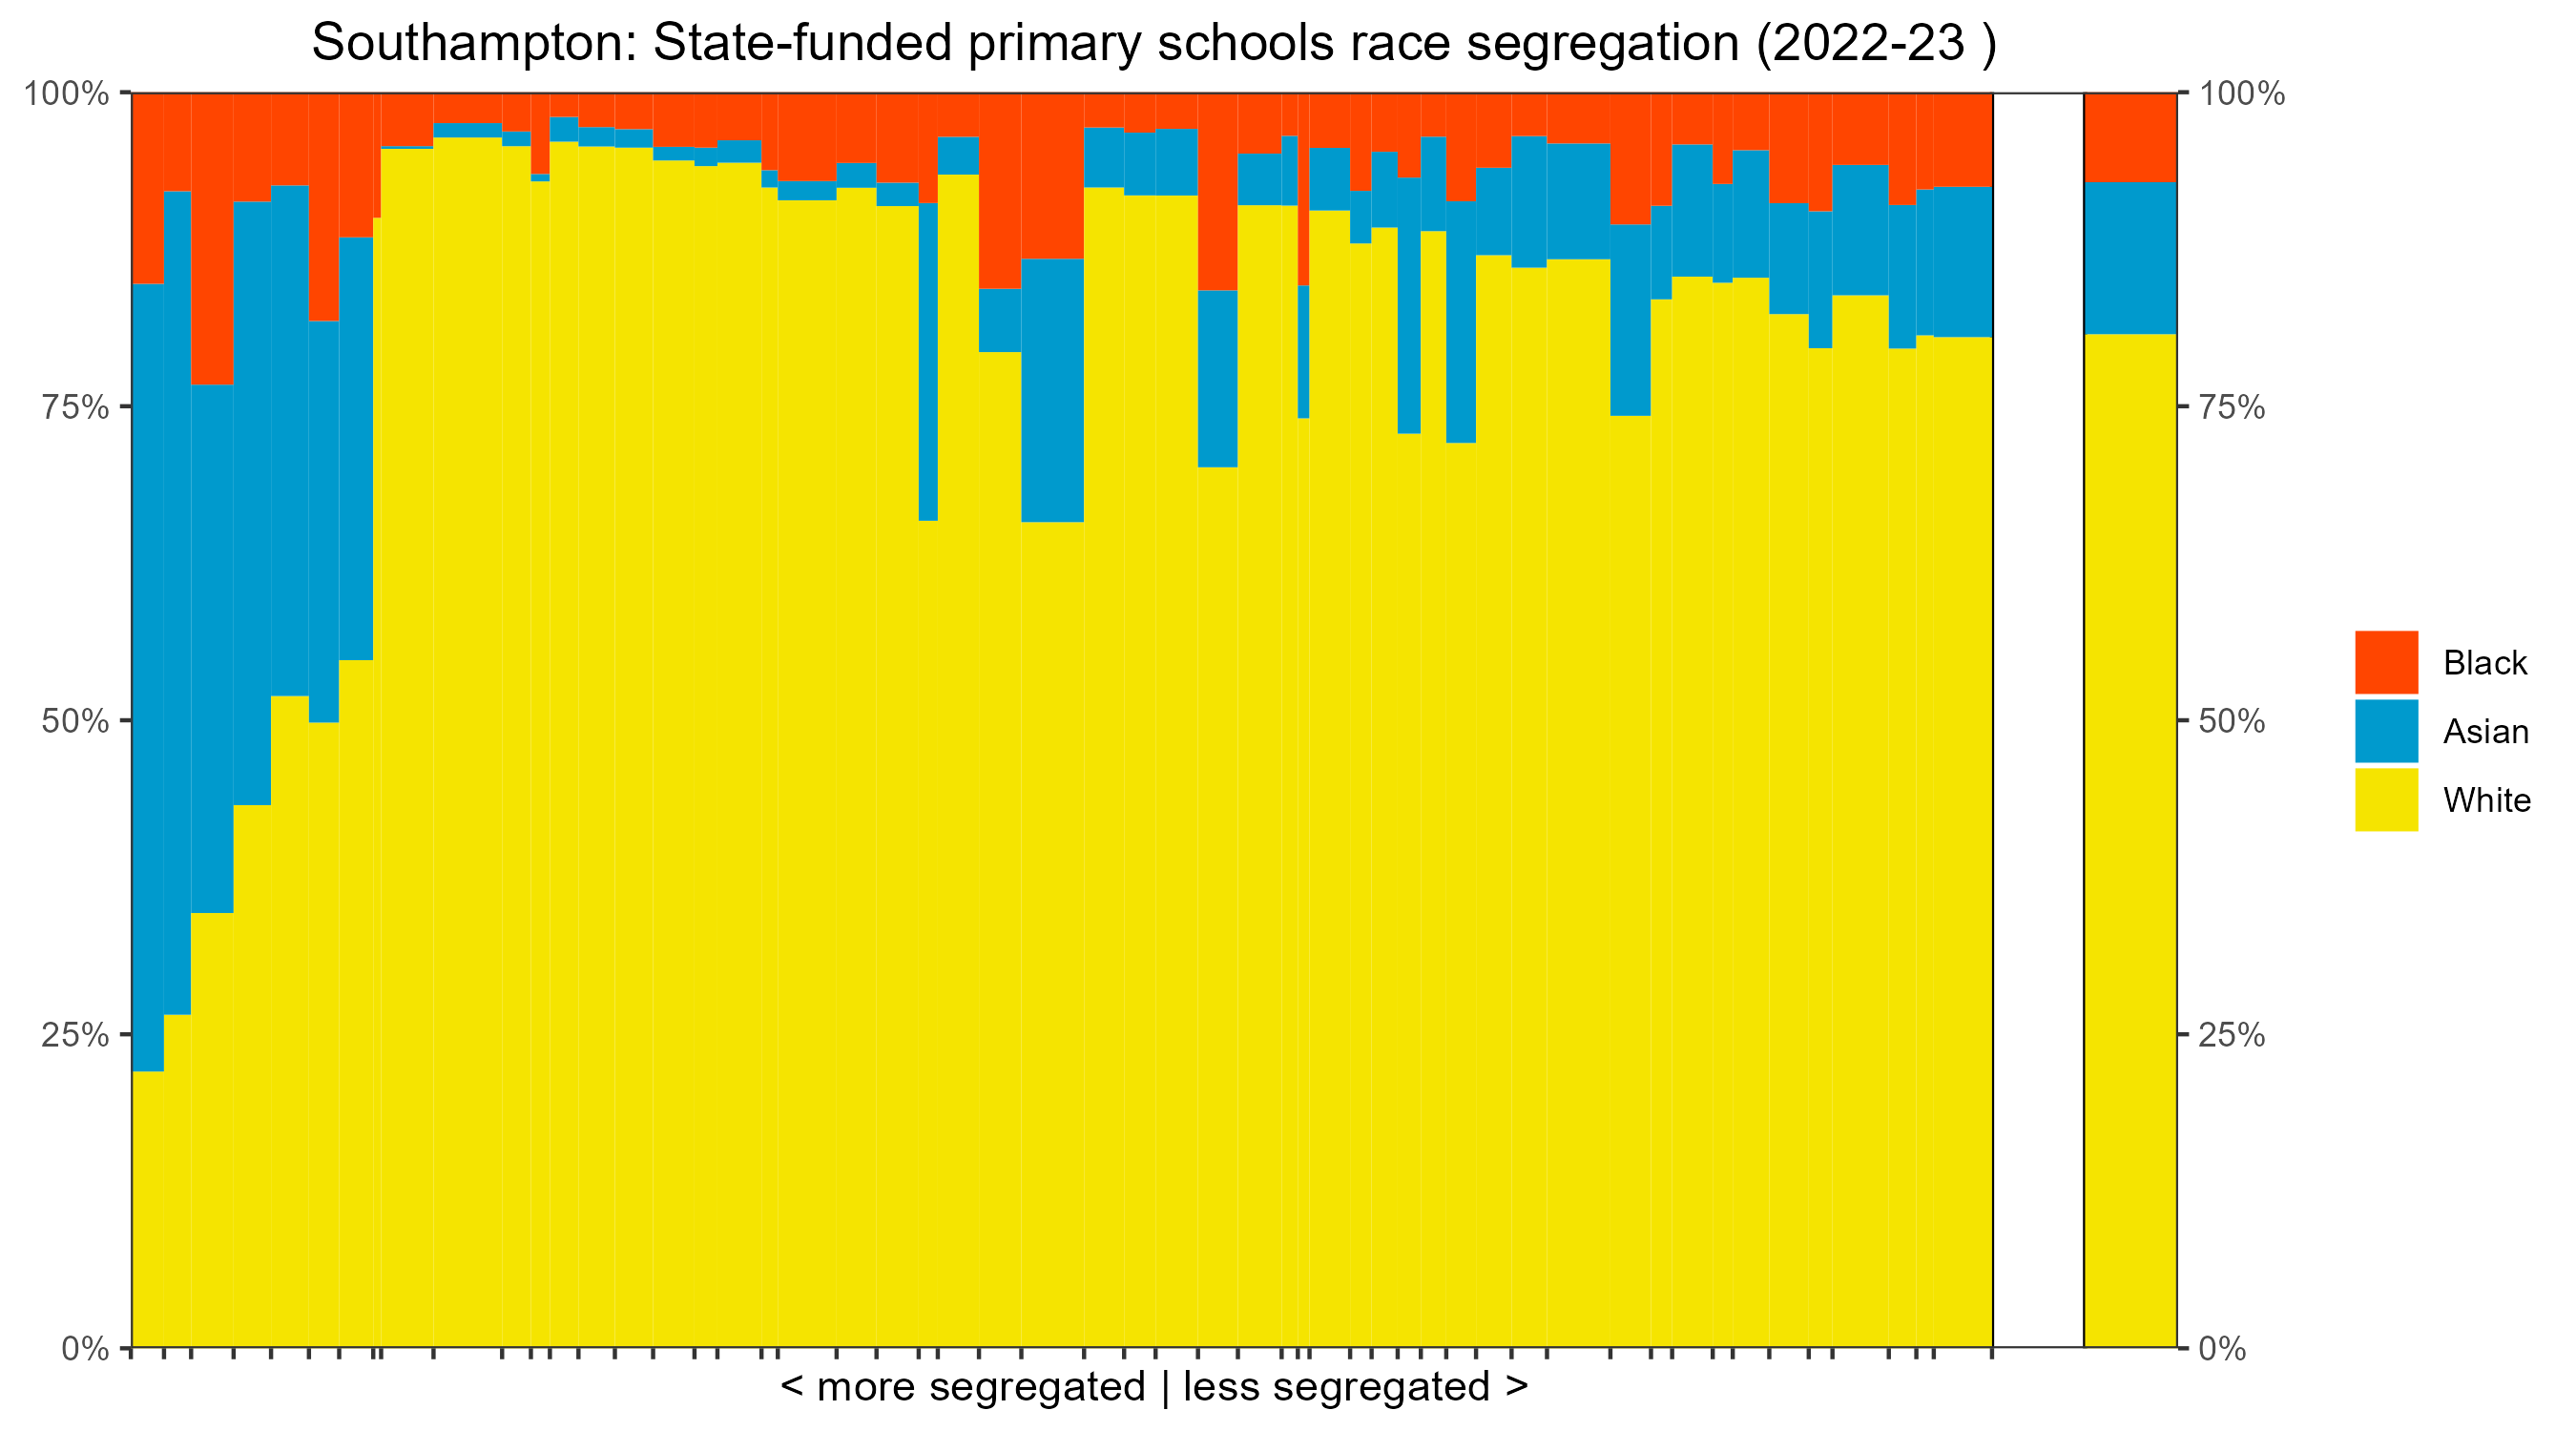 Southampton: State-funded primary schools race segregation (2022-23 )
100%
75%
50%
25%
0%
100%
75%
50%
25%
0%
Black
Asian
White
< more segregated | less segregated >